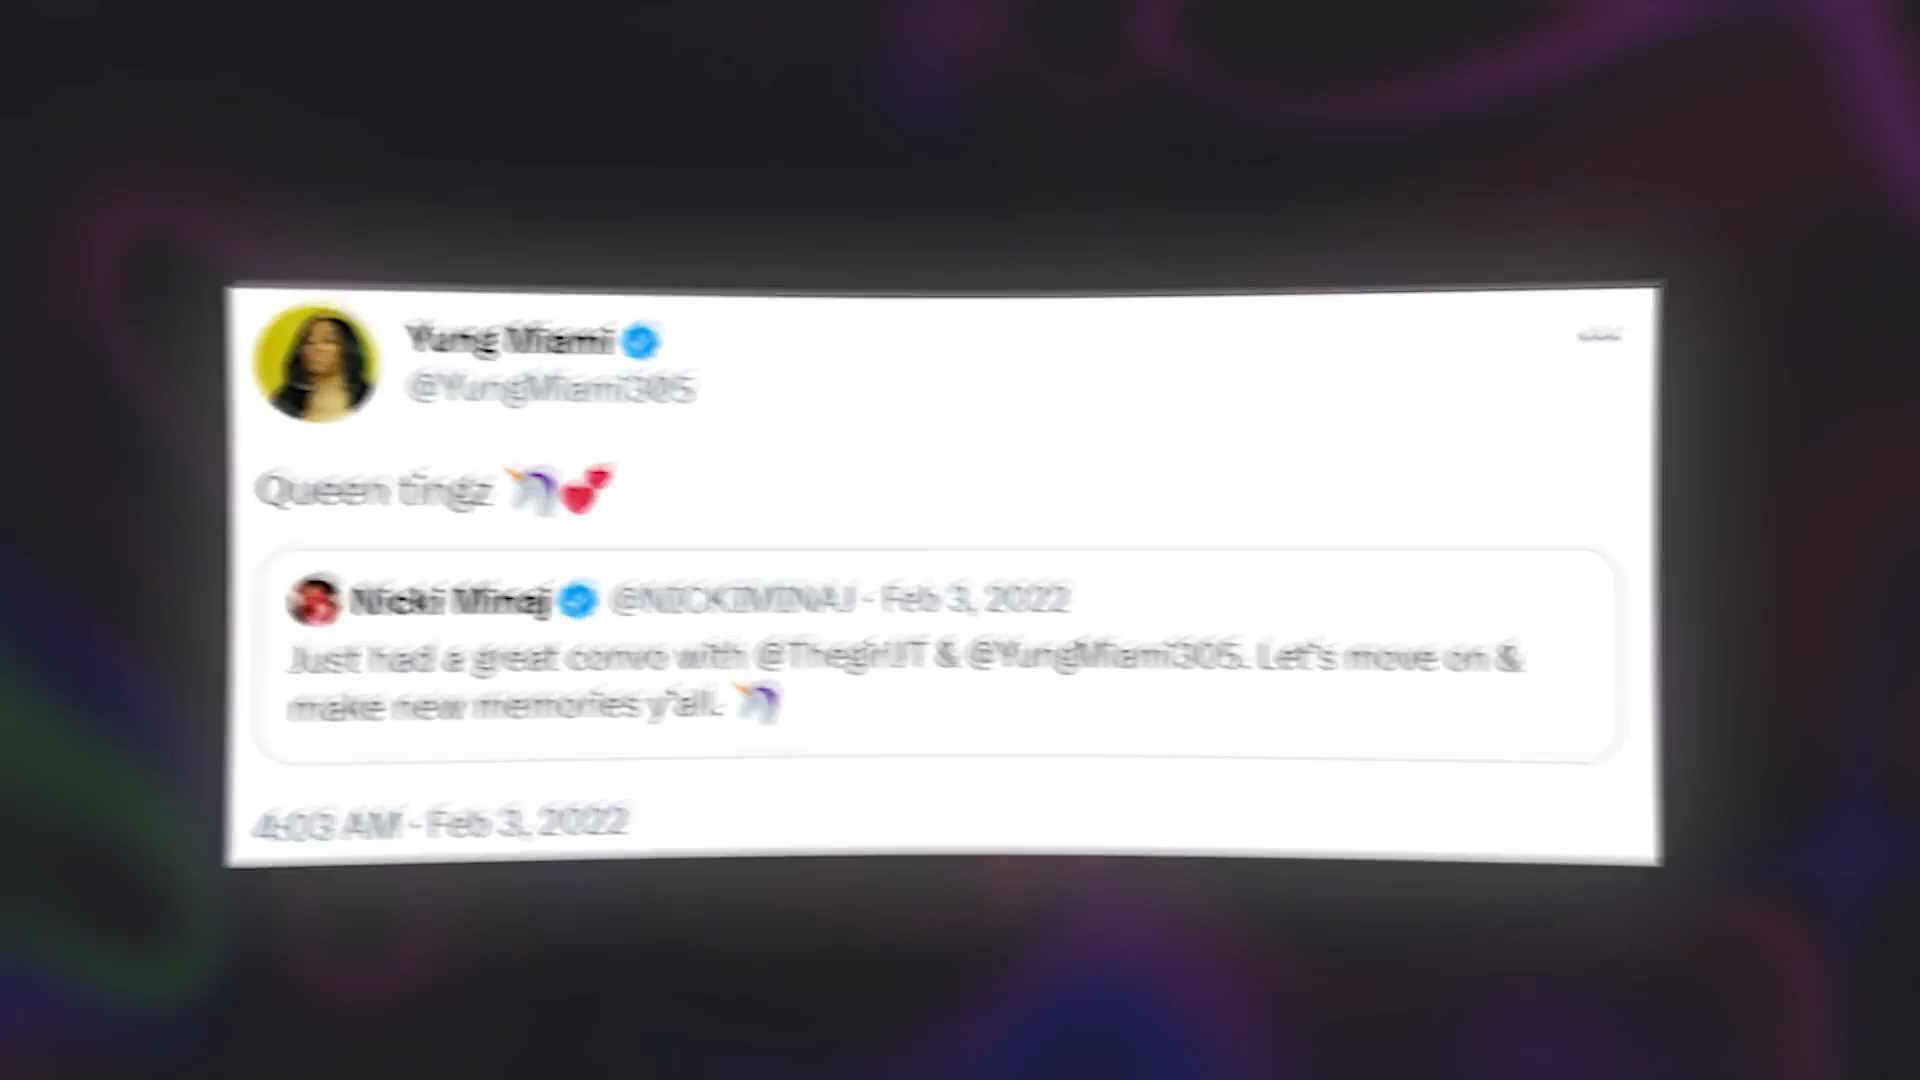 Yung Miami
@YungMiami305
Queen tingz 🦄💕
Nicki Minaj @NICKIMINAJ · Feb 3, 2022
Just had a great convo with @ThegirlJT & @YungMiami305. Let's move on &
make new memories y'all. 🦄
4:03 AM · Feb 3, 2022